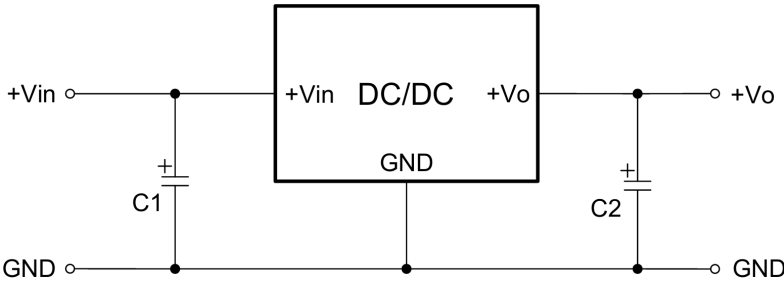 +Vin
+Vin DC/DC +Vo
+Vo
GND
+
C1
+
C2
GND
GND